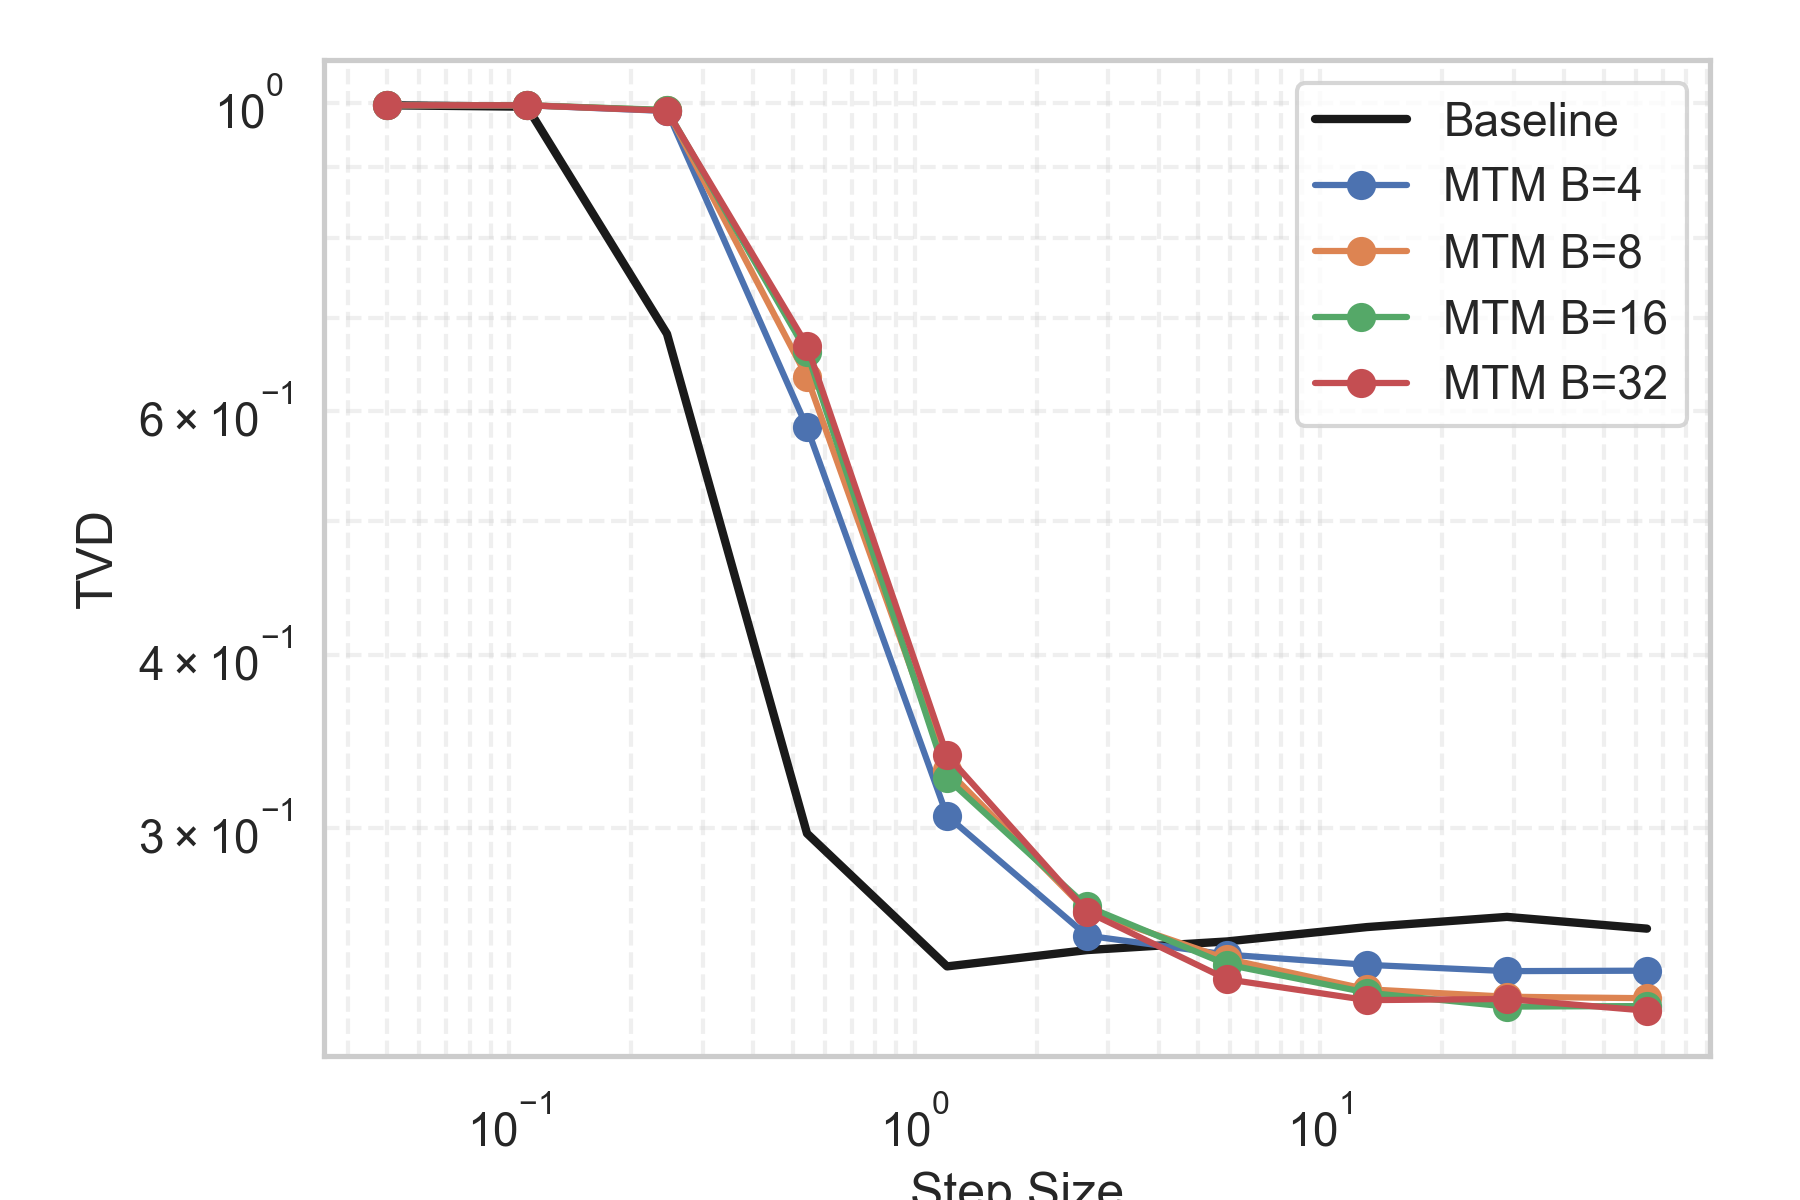 10⁰
6 × 10⁻¹
4 × 10⁻¹
3 × 10⁻¹
TVD
Baseline
MTM B=4
MTM B=8
MTM B=16
MTM B=32
10⁻¹
10⁰
10¹
Step Size